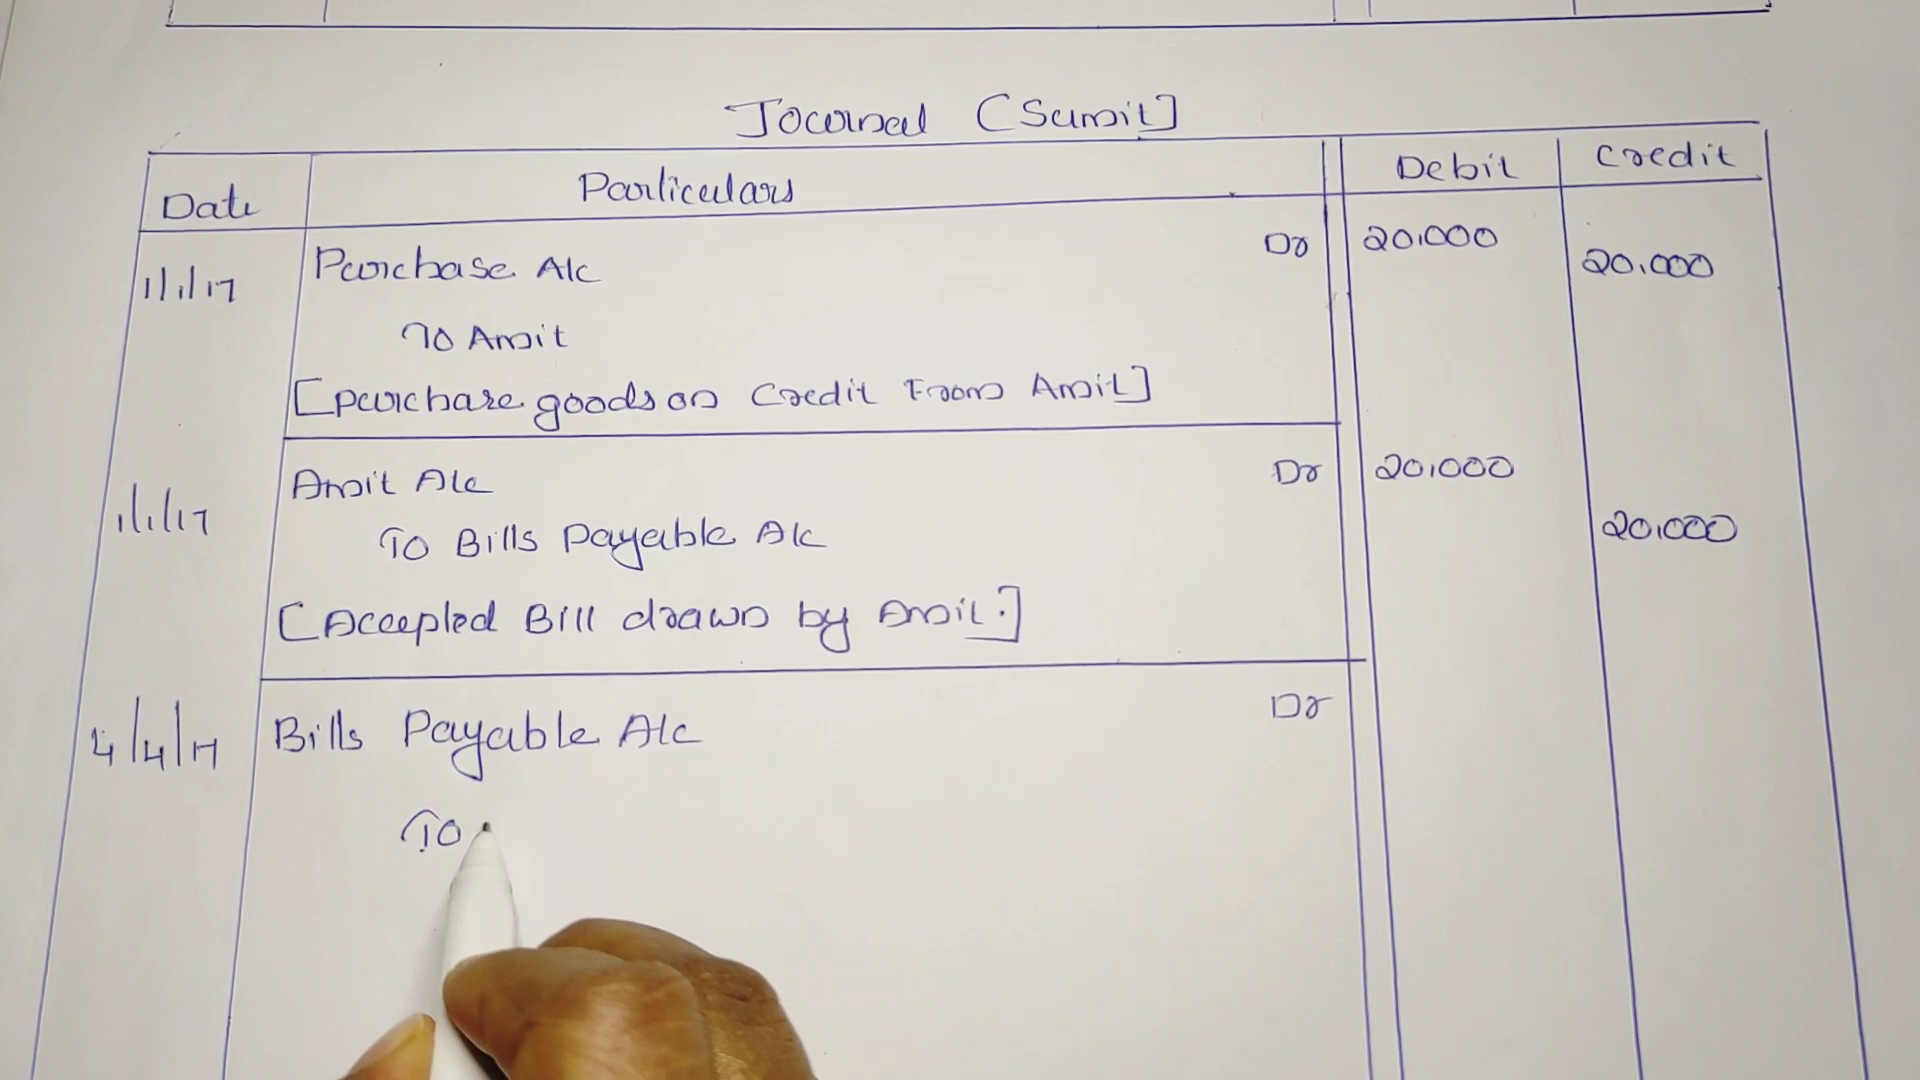 Journal [Sumit]
Date Particulars Debit Credit
1/1/17 Purchase A/c Dr 20,000 20,000
To Amit
[purchase goods on Credit From Amit]
1/1/17 Amit A/c Dr 20,000
To Bills Payable A/c 20,000
[Accepted Bill drawn by Amit.]
4/4/17 Bills Payable A/c Dr
To